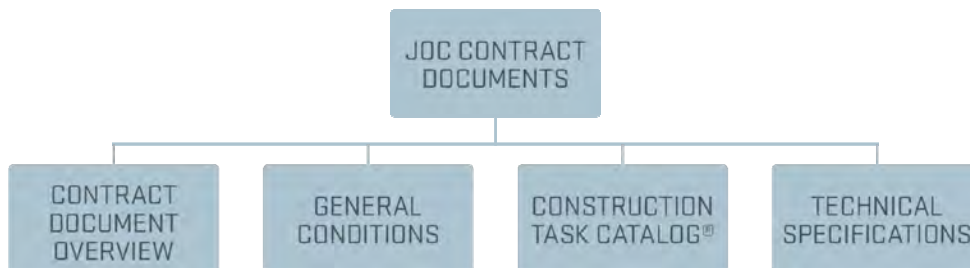 JOC CONTRACT
DOCUMENTS
CONTRACT
DOCUMENT
OVERVIEW
GENERAL
CONDITIONS
CONSTRUCTION
TASK CATALOG®
TECHNICAL
SPECIFICATIONS